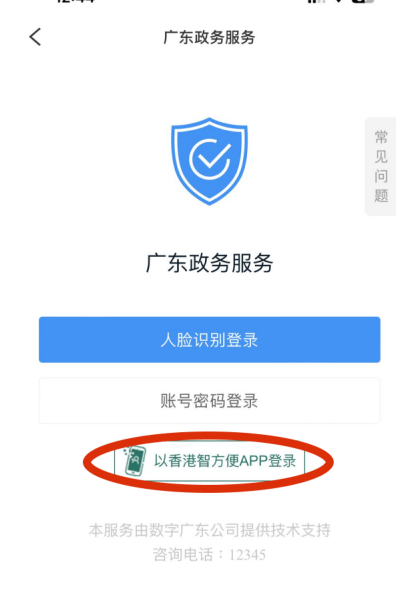 广东政务服务
常
见
问
题
广东政务服务
人脸识别登录
账号密码登录
以香港智方便APP登录
本服务由数字广东公司提供技术支持
咨询电话：12345